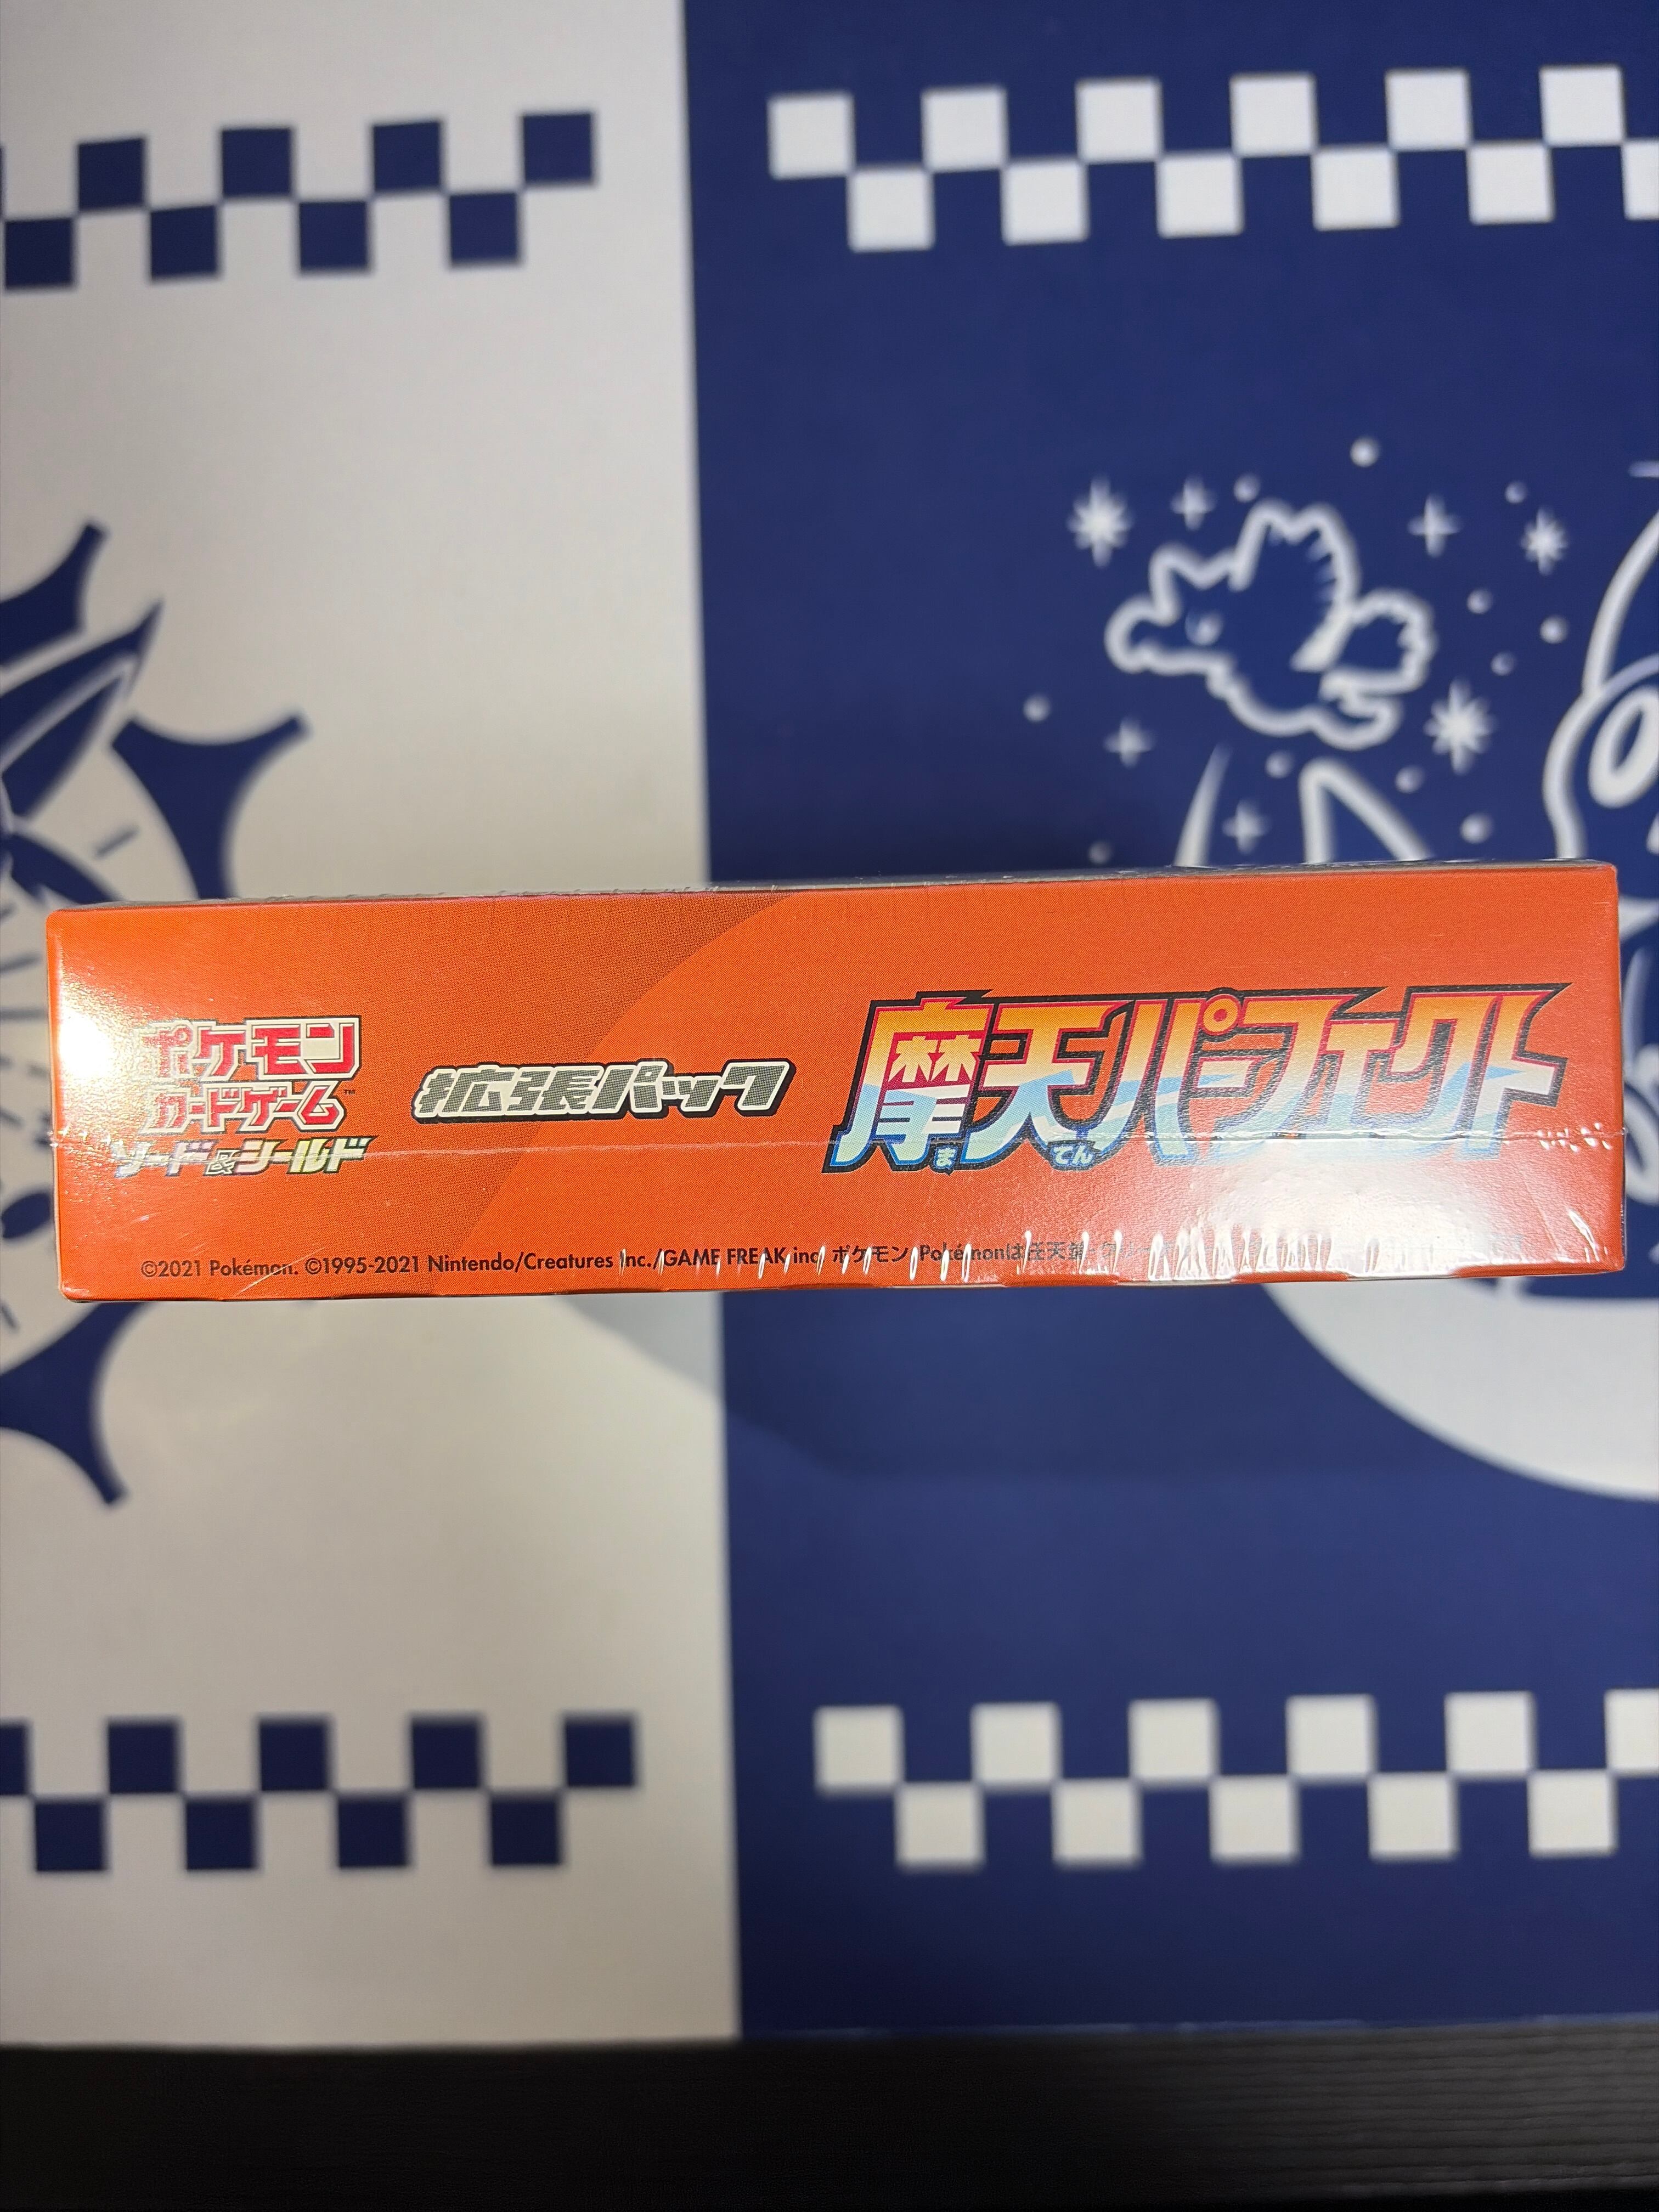 ポケモン
カードゲーム™
ソード&シールド
拡張パック
摩天パーフェクト
ま てん
©2021 Pokémon. ©1995-2021 Nintendo/Creatures Inc./GAME FREAK inc. ポケモン・Pokémonは任天堂・